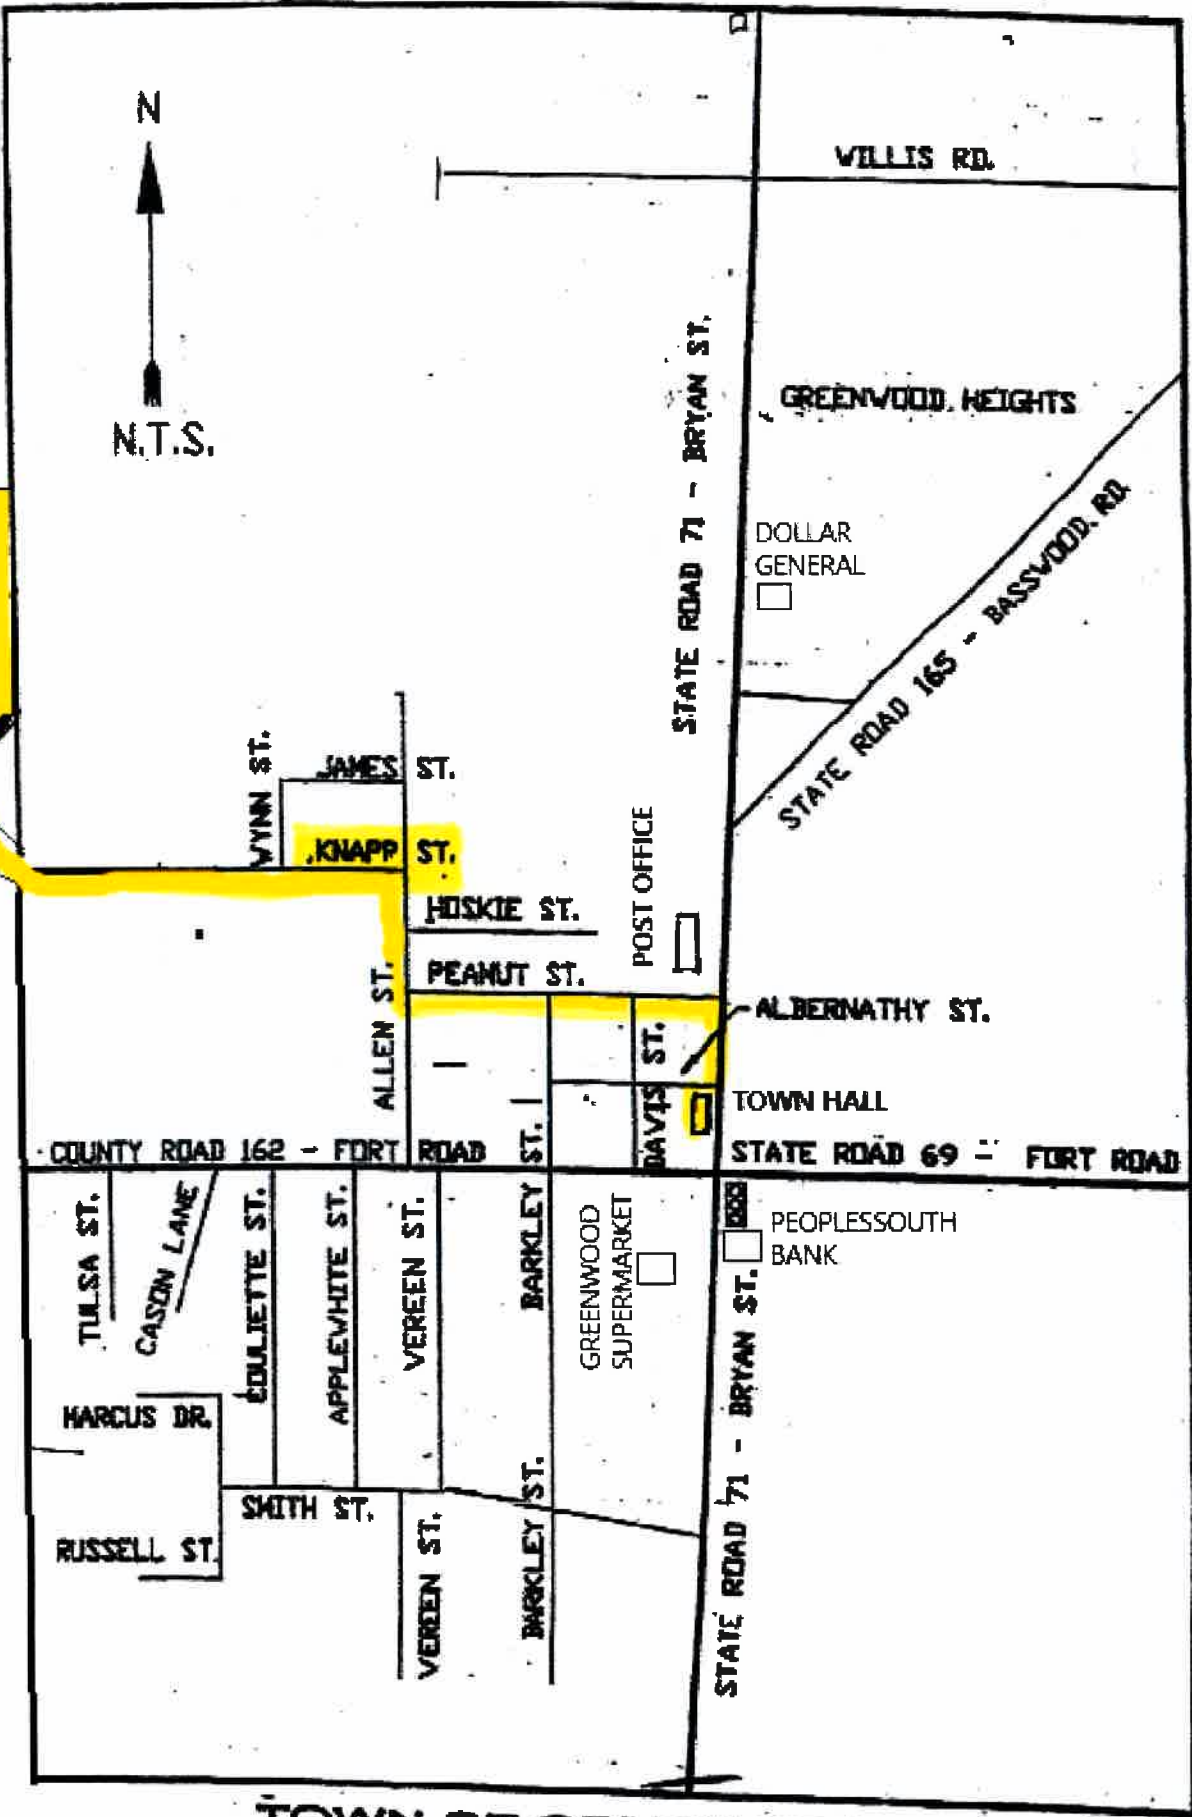 N
N.T.S.
WILLIS RD.
STATE ROAD 71 - BRYAN ST.
GREENWOOD HEIGHTS
DOLLAR
GENERAL
STATE ROAD 165 - BASSWOOD RD.
WYNN ST.
JAMES ST.
KNAPP ST.
HOSKIE ST.
PEANUT ST.
POST OFFICE
ALLEN ST.
ALBERNATHY ST.
DAVIS ST.
TOWN HALL
COUNTY ROAD 162 - FORT ROAD
STATE ROAD 69 - FORT ROAD
TULSA ST.
CASON LANE
COULIETTE ST.
APPLEWHITE ST.
VEREEN ST.
BARKLEY ST.
GREENWOOD
SUPERMARKET
PEOPLESSOUTH
BANK
MARCUS DR.
SMITH ST.
RUSSELL ST.
VEREEN ST.
BARKLEY ST.
STATE ROAD 71 - BRYAN ST.
TOWN OF